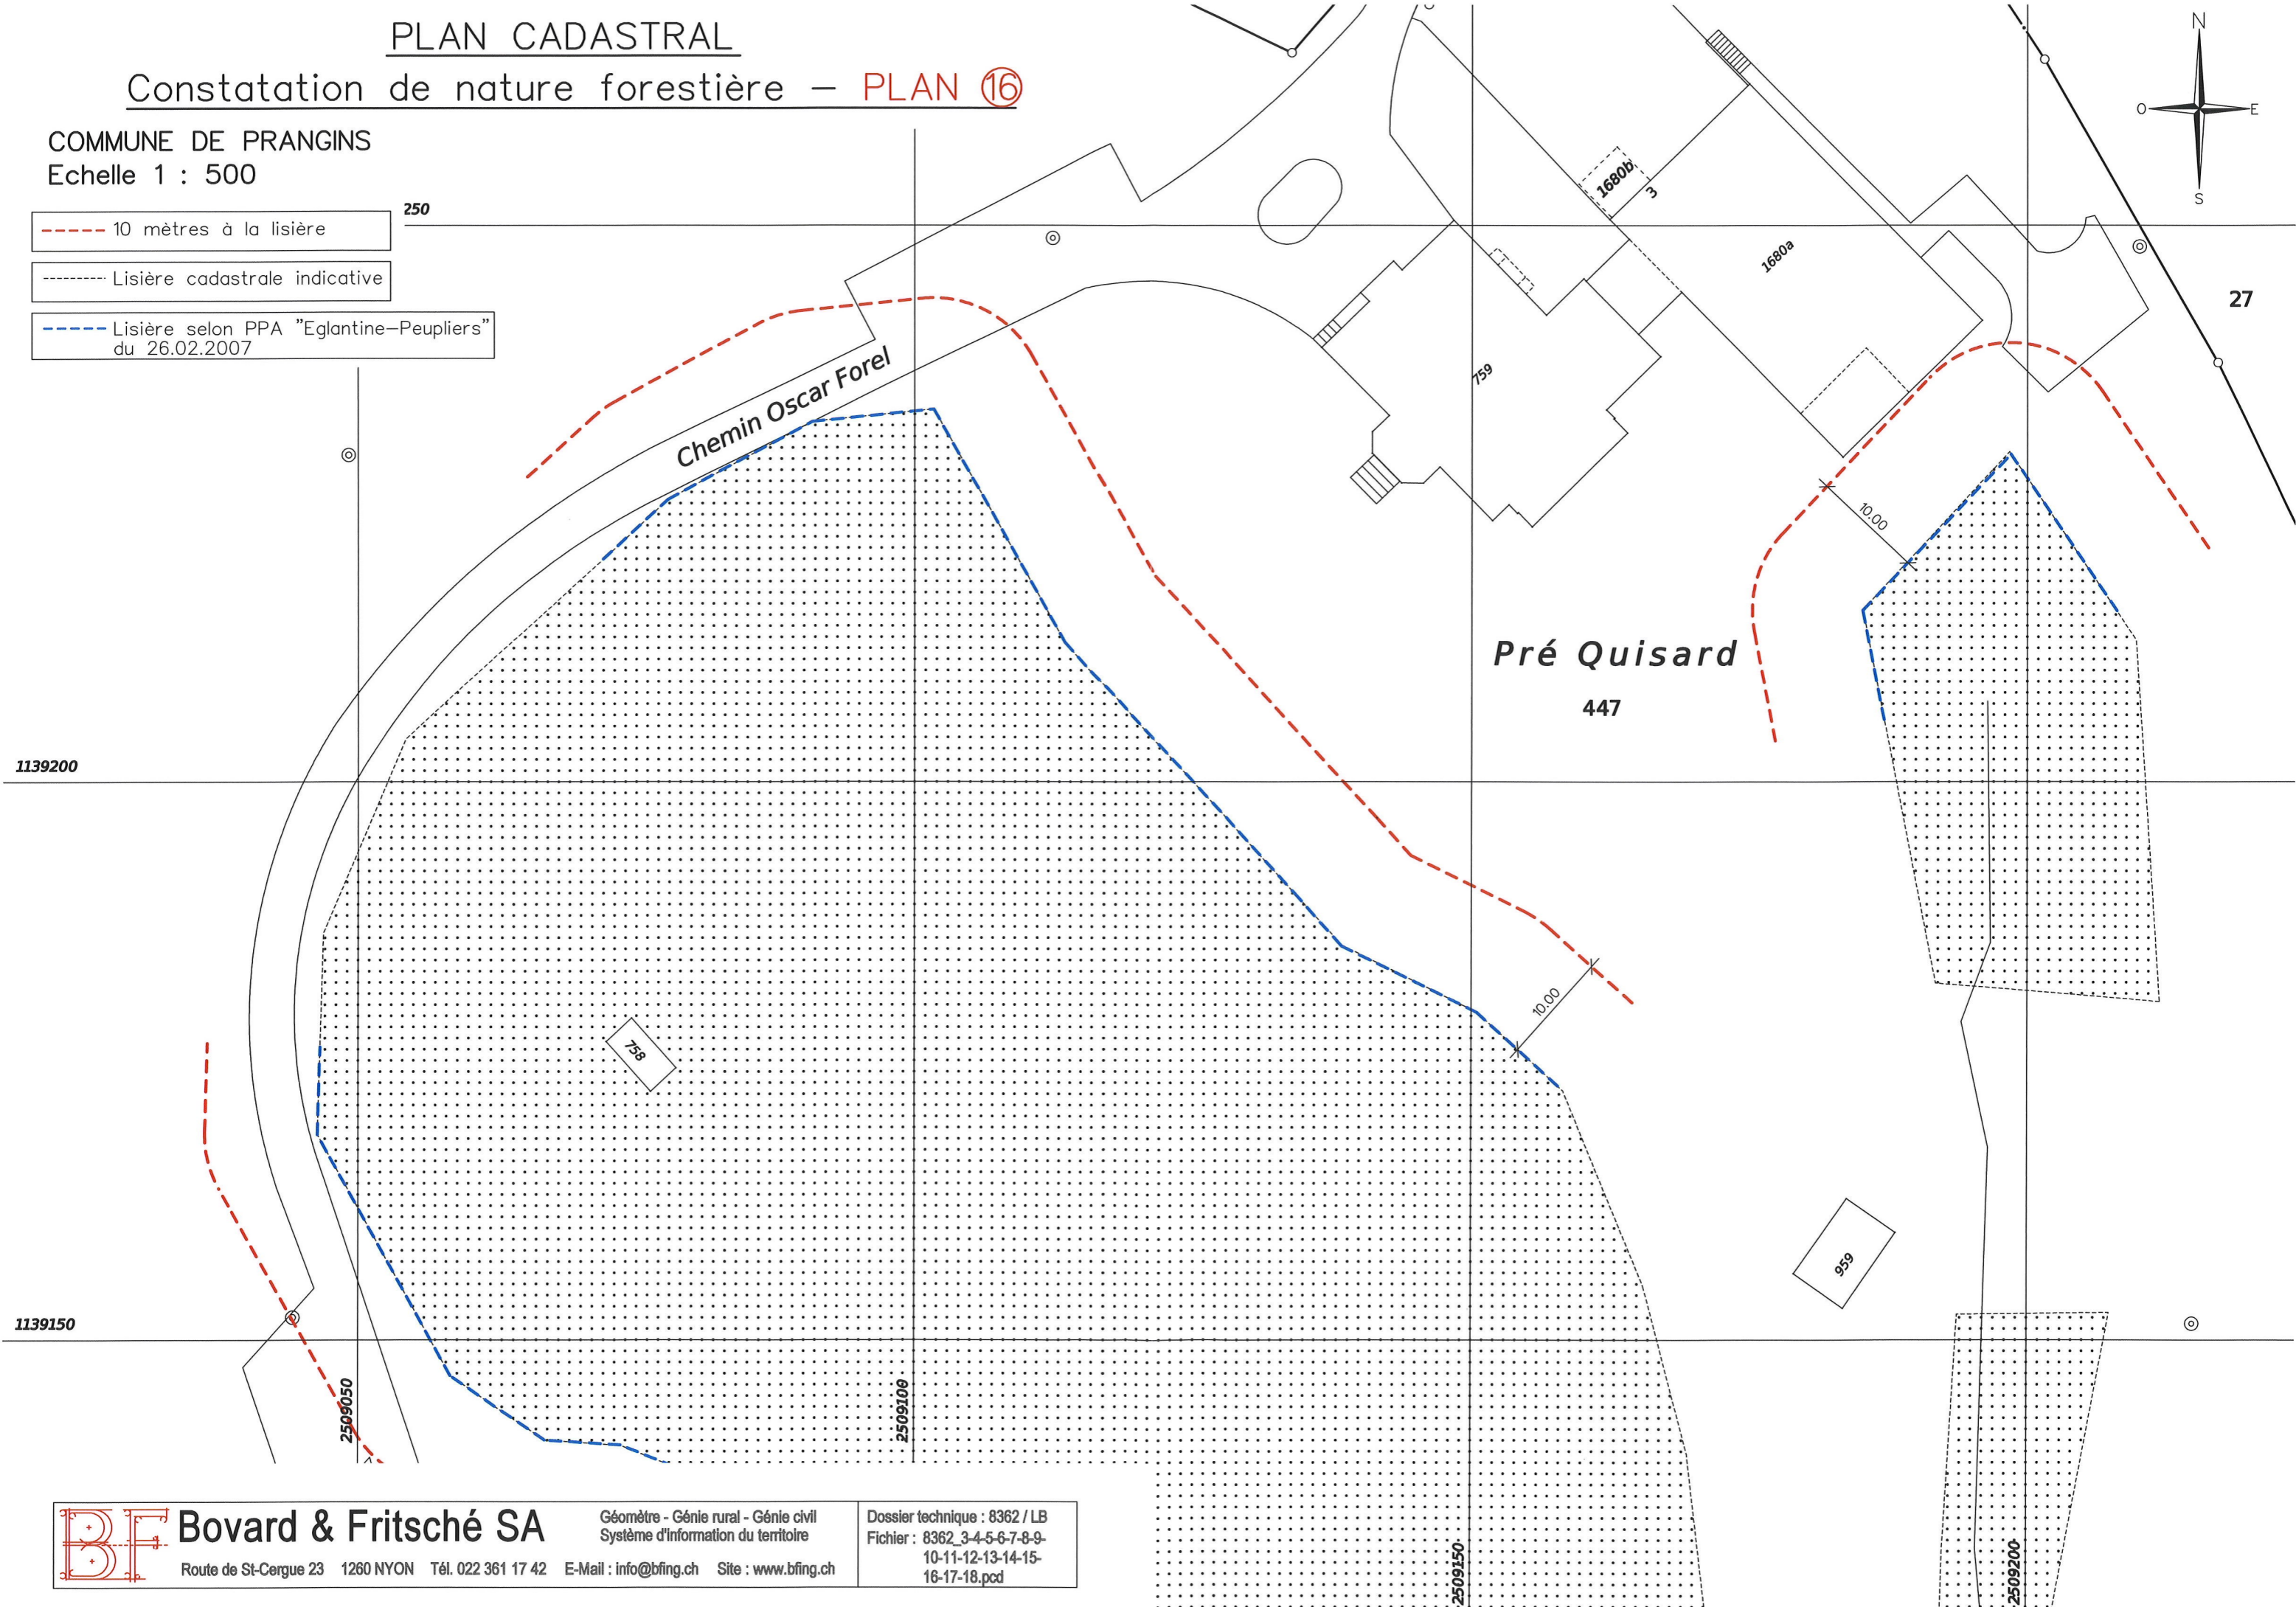 PLAN CADASTRAL
Constatation de nature forestière – PLAN 16
COMMUNE DE PRANGINS
Echelle 1 : 500
10 mètres à la lisière
Lisière cadastrale indicative
Lisière selon PPA "Eglantine–Peupliers"
du 26.02.2007
N
O
E
S
250
1680b
3
1680a
27
759
Chemin Oscar Forel
10.00
Pré Quisard
447
1139200
10.00
758
959
1139150
2509050
2509100
2509150
2509200
BF
Bovard & Fritsché SA
Géomètre - Génie rural - Génie civil
Système d'information du territoire
Route de St-Cergue 23 1260 NYON Tél. 022 361 17 42 E-Mail : info@bfing.ch Site : www.bfing.ch
Dossier technique : 8362 / LB
Fichier : 8362_3-4-5-6-7-8-9-
10-11-12-13-14-15-
16-17-18.pcd